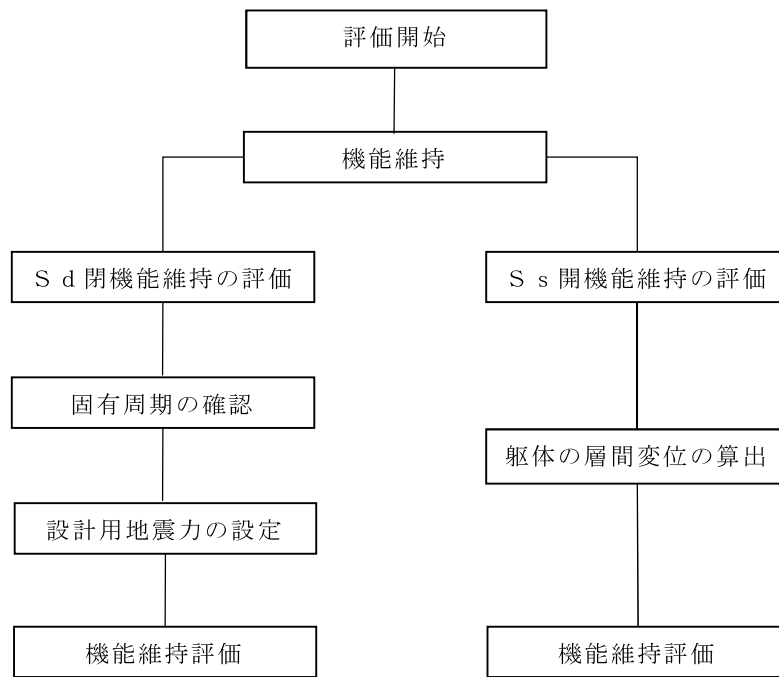 評価開始
機能維持
Ｓｄ閉機能維持の評価
Ｓｓ開機能維持の評価
固有周期の確認
躯体の層間変位の算出
設計用地震力の設定
機能維持評価
機能維持評価